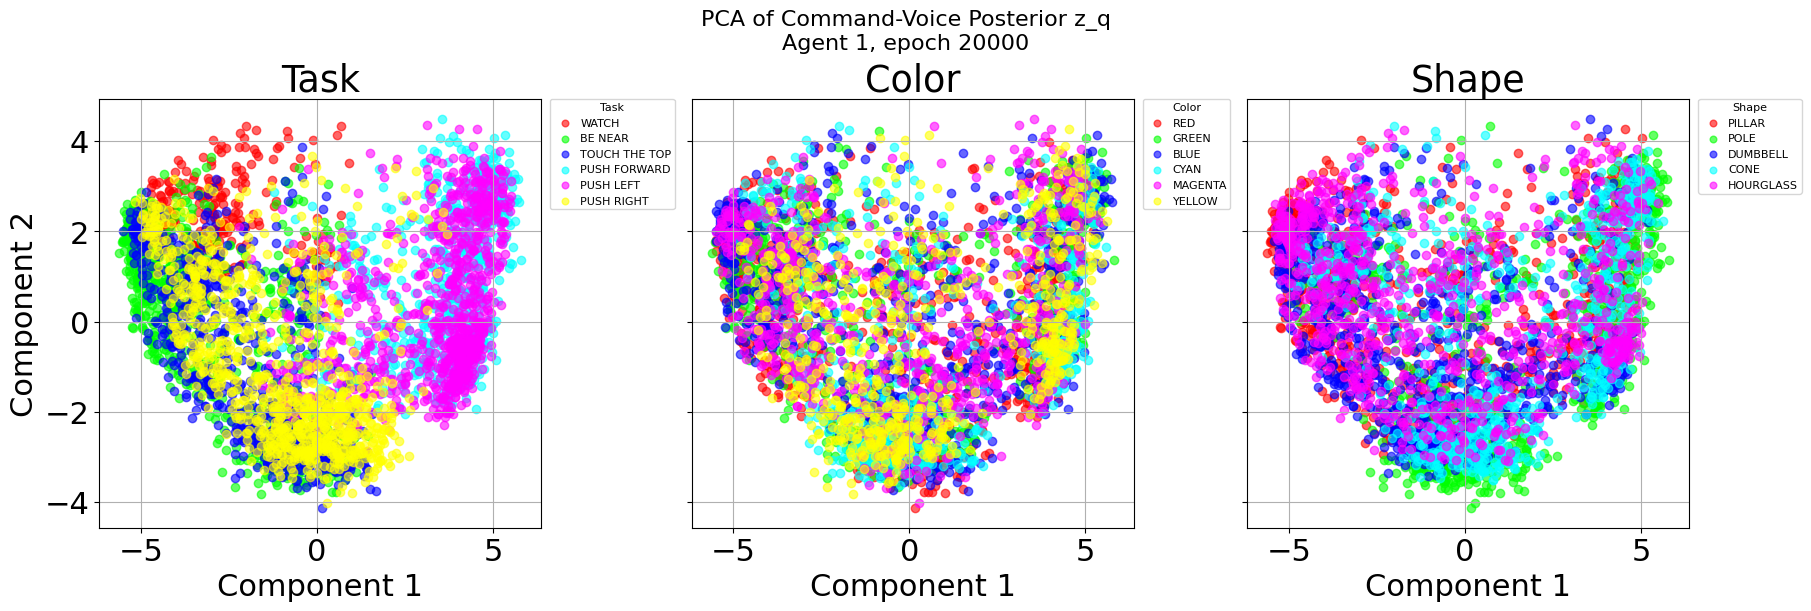 PCA of Command-Voice Posterior z_q
Agent 1, epoch 20000
Task
Component 2
4
2
0
−2
−4
−5
0
5
Component 1
Task
WATCH
BE NEAR
TOUCH THE TOP
PUSH FORWARD
PUSH LEFT
PUSH RIGHT
Color
−5
0
5
Component 1
Color
RED
GREEN
BLUE
CYAN
MAGENTA
YELLOW
Shape
−5
0
5
Component 1
Shape
PILLAR
POLE
DUMBBELL
CONE
HOURGLASS